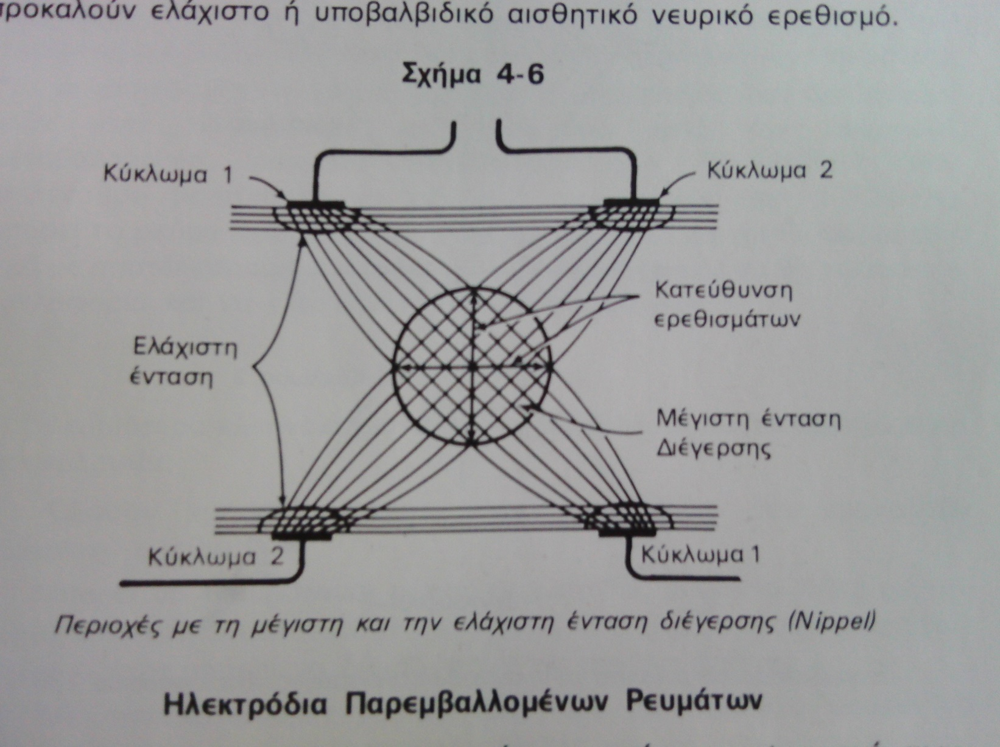 ελάχιστο ή υποβαλβιδικό αισθητικό νευρικό ερεθισμό.
Σχήμα 4-6
Κύκλωμα 1
Κύκλωμα 2
Κατεύθυνση
ερεθισμάτων
Ελάχιστη
ένταση
Μέγιστη ένταση
Διέγερσης
Κύκλωμα 2
Κύκλωμα 1
Περιοχές με τη μέγιστη και την ελάχιστη ένταση διέγερσης (Nippel)
Ηλεκτρόδια Παρεμβαλλομένων Ρευμάτων